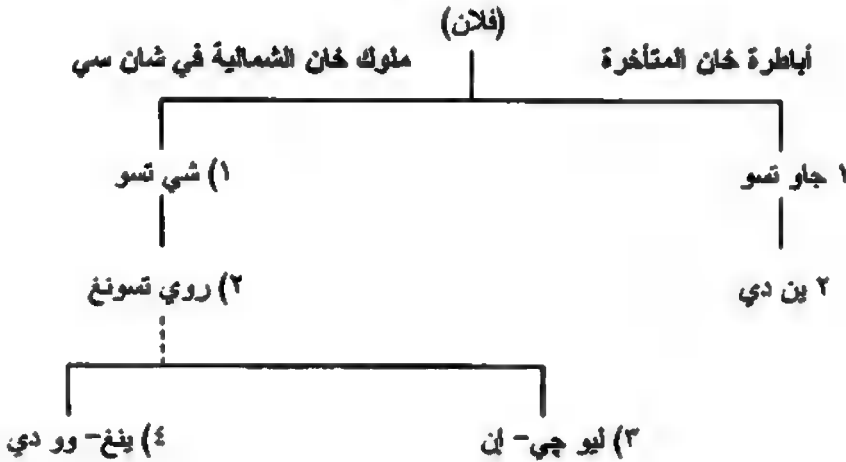 (فلان)
أباطرة خان المتأخرة
ملوك خان الشمالية في شان سي
١ جاو تسو
١) شي تسو
٢ ين دي
٢) روي تسونغ
٣) ليو جي- إن
٤) ينغ- وو دي